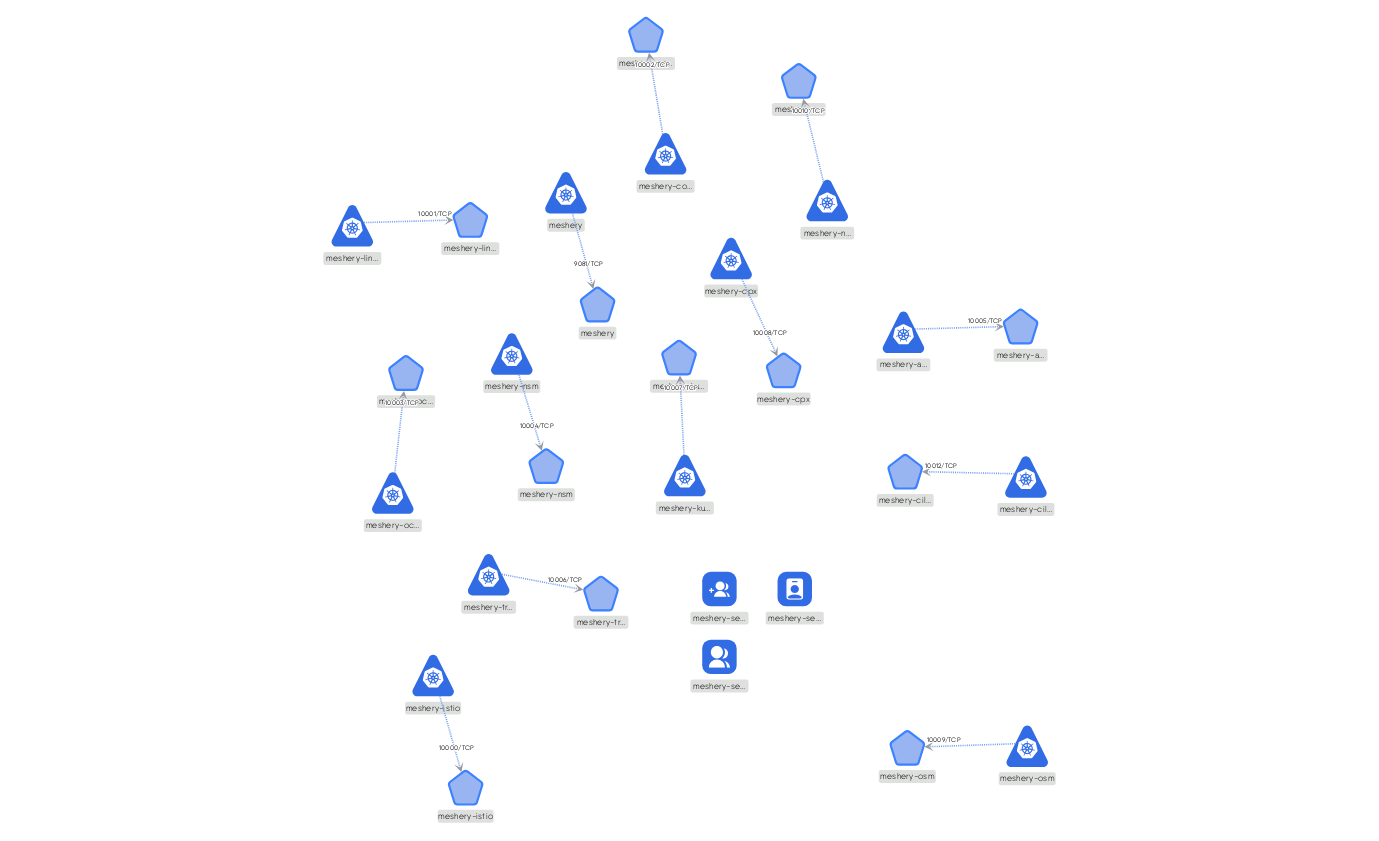 10002/TCP
10010/TCP
meshery-co...
meshery
meshery-n...
10001/TCP
meshery-lin...
meshery-lin...
9081/TCP
meshery-cpx
meshery
10008/TCP
10005/TCP
meshery-a...
meshery-a...
meshery-nsm
10007/TCP
meshery-cpx
10003/TCP
10004/TCP
meshery-nsm
10012/TCP
meshery-cil...
meshery-cil...
meshery-ku...
meshery-oc...
10006/TCP
meshery-tr...
meshery-tr...
meshery-se...
meshery-se...
meshery-se...
meshery-istio
10000/TCP
meshery-istio
10009/TCP
meshery-osm
meshery-osm